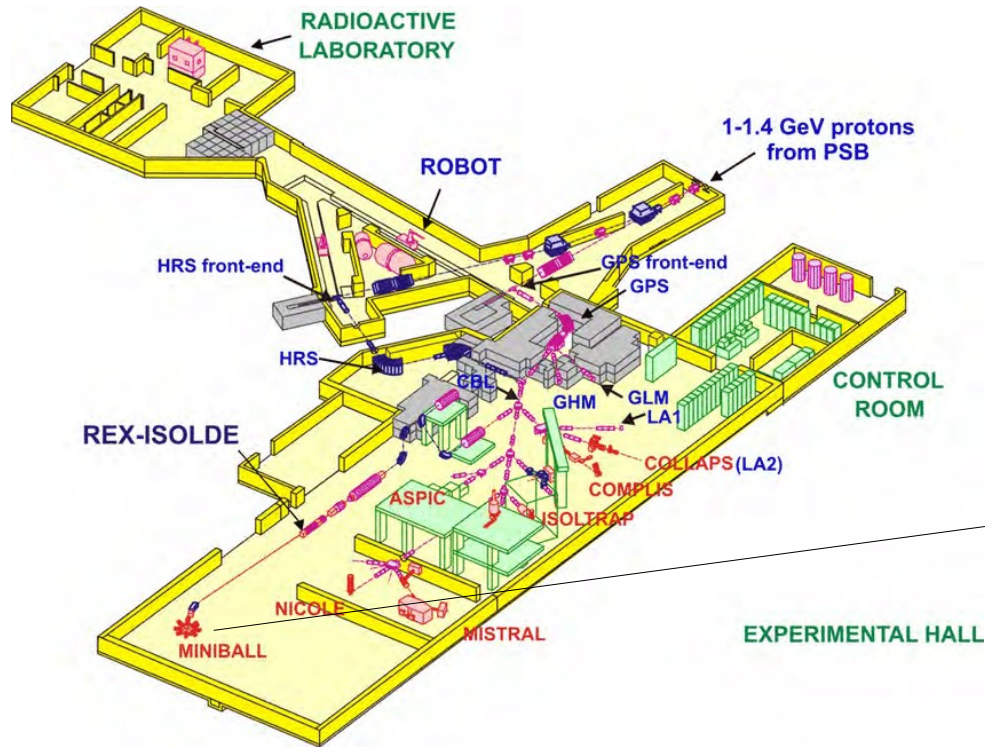 RADIOACTIVE
LABORATORY
1-1.4 GeV protons
from PSB
ROBOT
HRS front-end
GPS front-end
GPS
HRS
CBL
GHM
GLM
LA1
CONTROL
ROOM
REX-ISOLDE
COLLAPS (LA2)
COMPLIS
ASPIC
ISOLTRAP
NICOLE
MISTRAL
MINIBALL
EXPERIMENTAL HALL